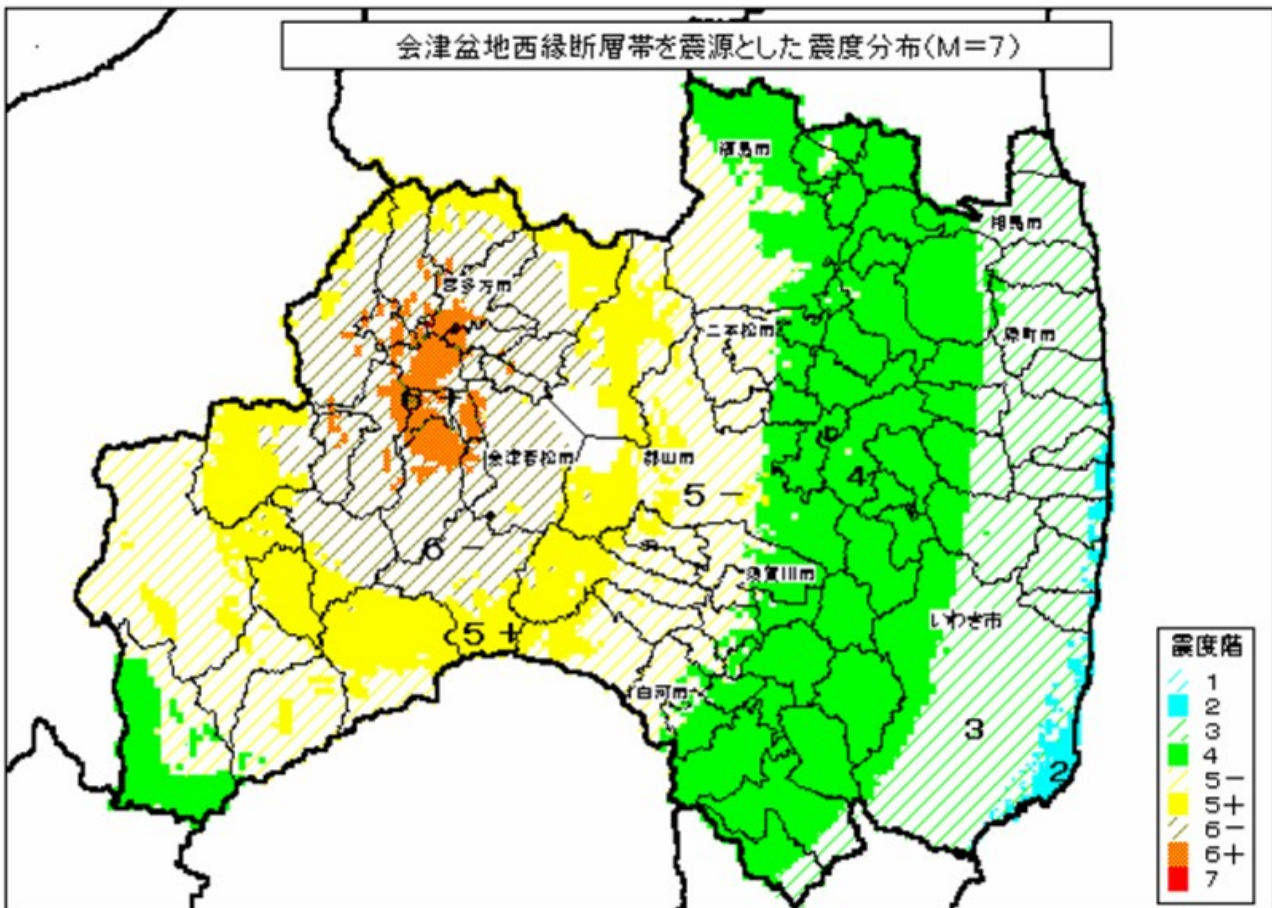 会津盆地西縁断層帯を震源とした震度分布(M=7)
福島市
相馬市
喜多方市
二本松市
原町市
6+
会津若松市
郡山市
5-
4
6-
須賀川市
5+
いわき市
白河市
3
2
震度階
1
2
3
4
5-
5+
6-
6+
7